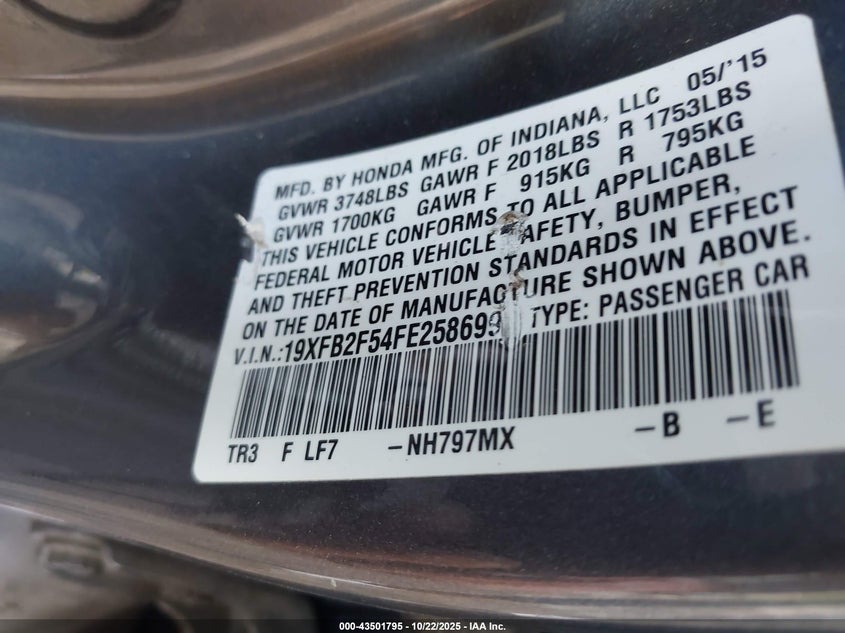 MFD. BY HONDA MFG. OF INDIANA, LLC 05/'15
GVWR 3748LBS GAWR F 2018LBS R 1753LBS
GVWR 1700KG GAWR F 915KG R 795KG
THIS VEHICLE CONFORMS TO ALL APPLICABLE
FEDERAL MOTOR VEHICLE SAFETY, BUMPER,
AND THEFT PREVENTION STANDARDS IN EFFECT
ON THE DATE OF MANUFACTURE SHOWN ABOVE.
V.I.N.: TYPE: PASSENGER CAR
TR3 F LF7 -NH797MX -B -E
000-43501795 - 10/22/2025 - IAA Inc.